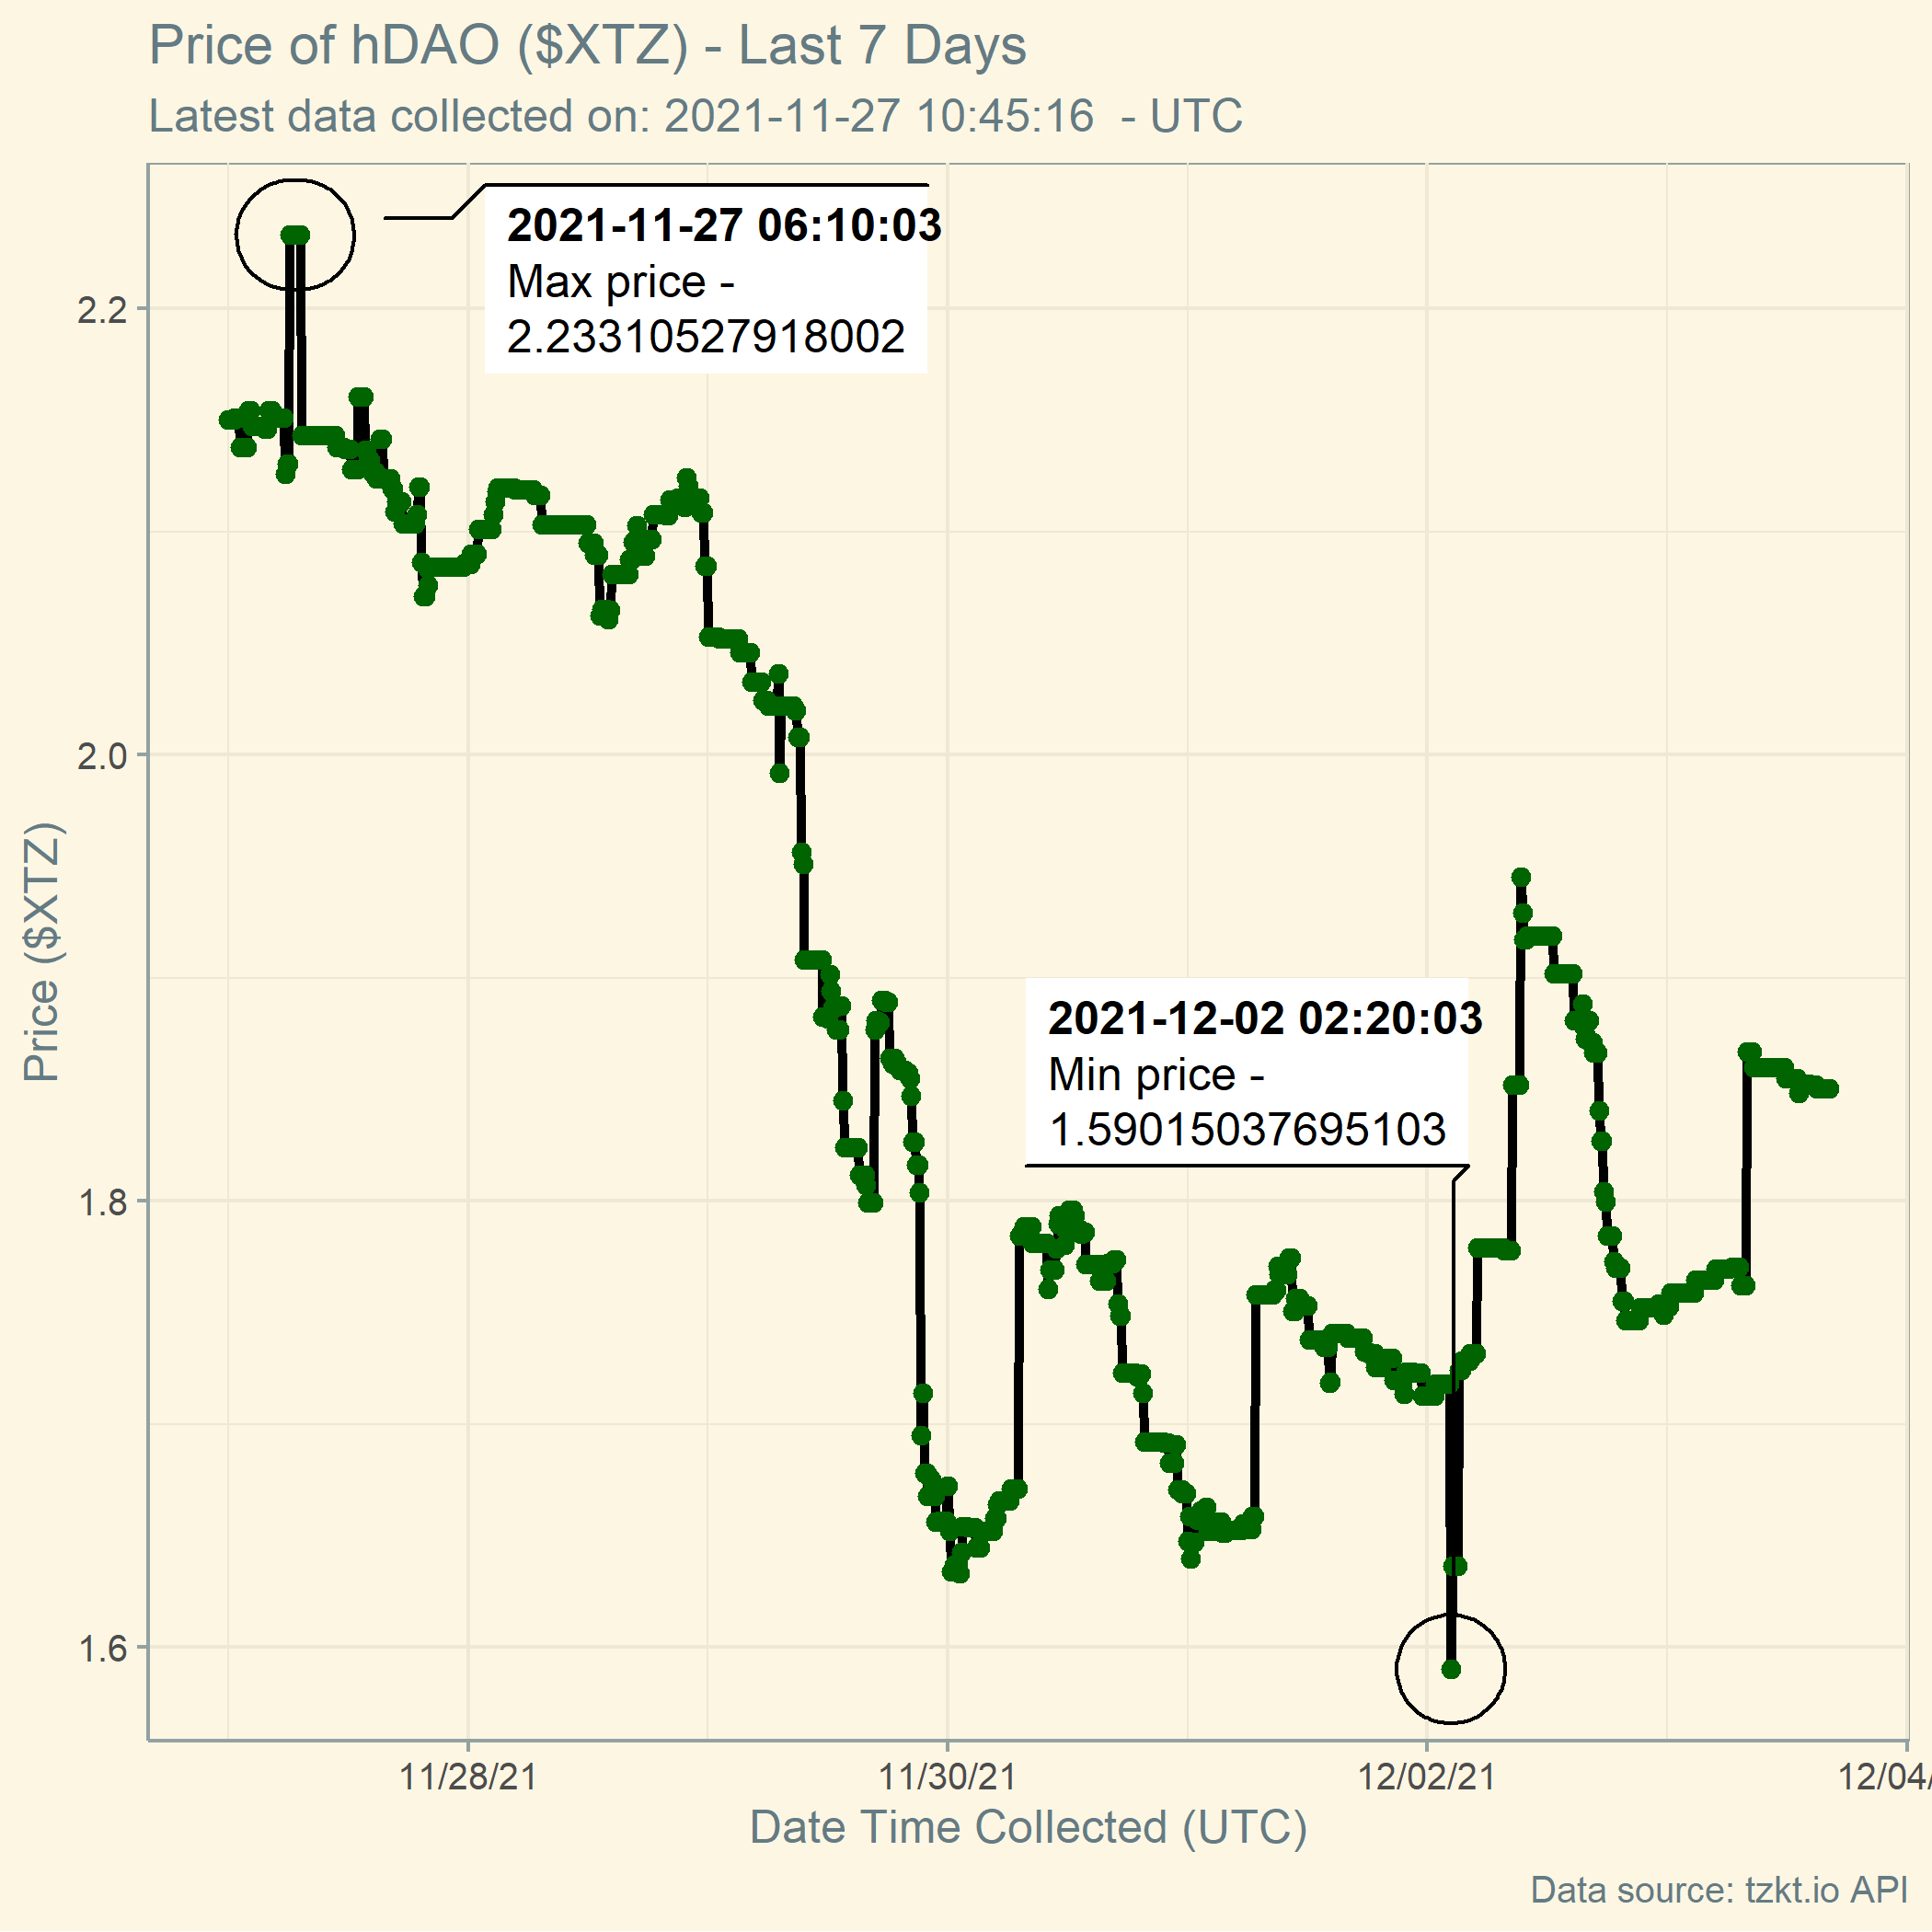 Price of hDAO ($XTZ) - Last 7 Days
Latest data collected on: 2021-11-27 10:45:16  - UTC
2021-11-27 06:10:03
Max price -
2.23310527918002
2.2
2.0
1.8
1.6
Price ($XTZ)
2021-12-02 02:20:03
Min price -
1.59015037695103
11/28/21
11/30/21
12/02/21
12/04/
Date Time Collected (UTC)
Data source: tzkt.io API